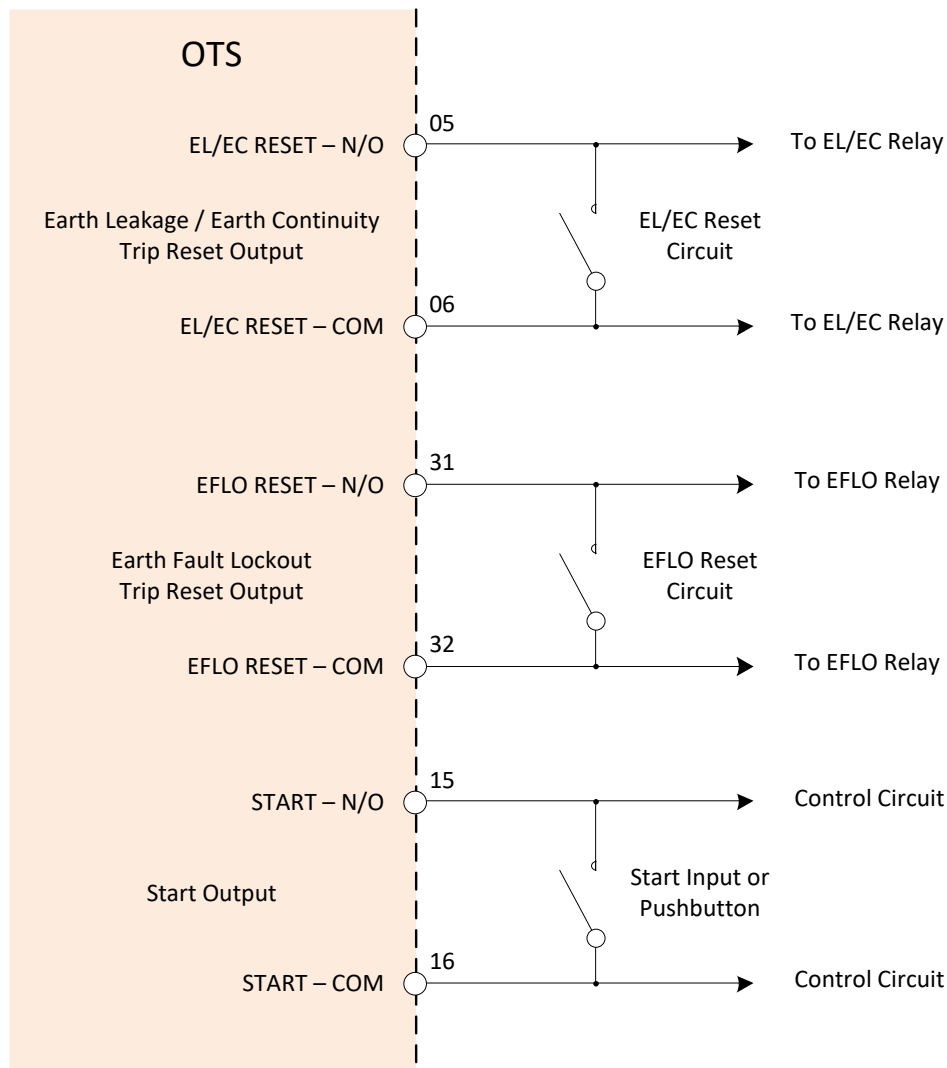 OTS
05
EL/EC RESET – N/O
To EL/EC Relay
Earth Leakage / Earth Continuity
Trip Reset Output
EL/EC Reset
Circuit
06
EL/EC RESET – COM
To EL/EC Relay
31
EFLO RESET – N/O
To EFLO Relay
Earth Fault Lockout
Trip Reset Output
EFLO Reset
Circuit
32
EFLO RESET – COM
To EFLO Relay
15
START – N/O
Control Circuit
Start Output
Start Input or
Pushbutton
16
START – COM
Control Circuit